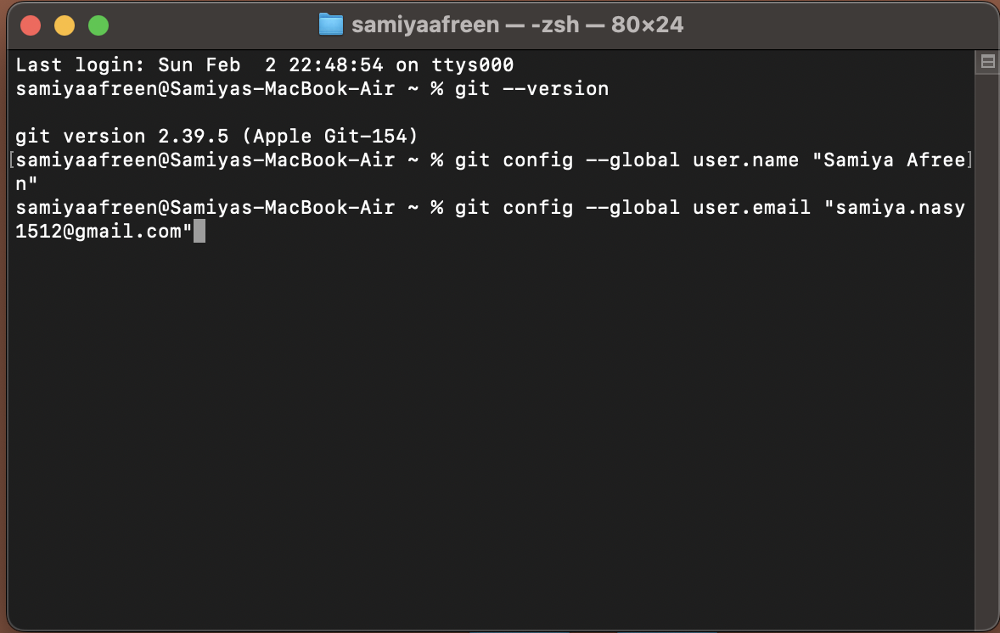 samiyaafreen — -zsh — 80×24
Last login: Sun Feb  2 22:48:54 on ttys000
samiyaafreen@Samiyas-MacBook-Air ~ % git --version
git version 2.39.5 (Apple Git-154)
[samiyaafreen@Samiyas-MacBook-Air ~ % git config --global user.name "Samiya Afree]
n"
samiyaafreen@Samiyas-MacBook-Air ~ % git config --global user.email "samiya.nasy
1512@gmail.com"